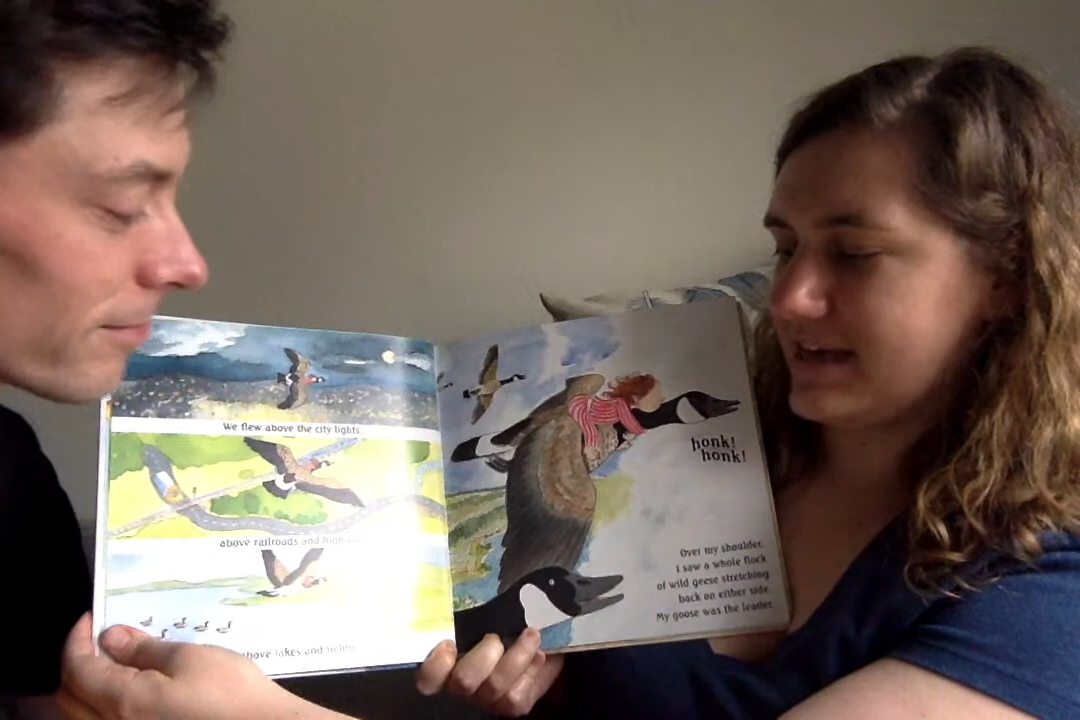 We flew above the city lights,
above railroads and
above lakes and fields.
honk!
honk!
Over my shoulder,
I saw a whole flock
of wild geese stretching
back on either side.
My goose was the leader.